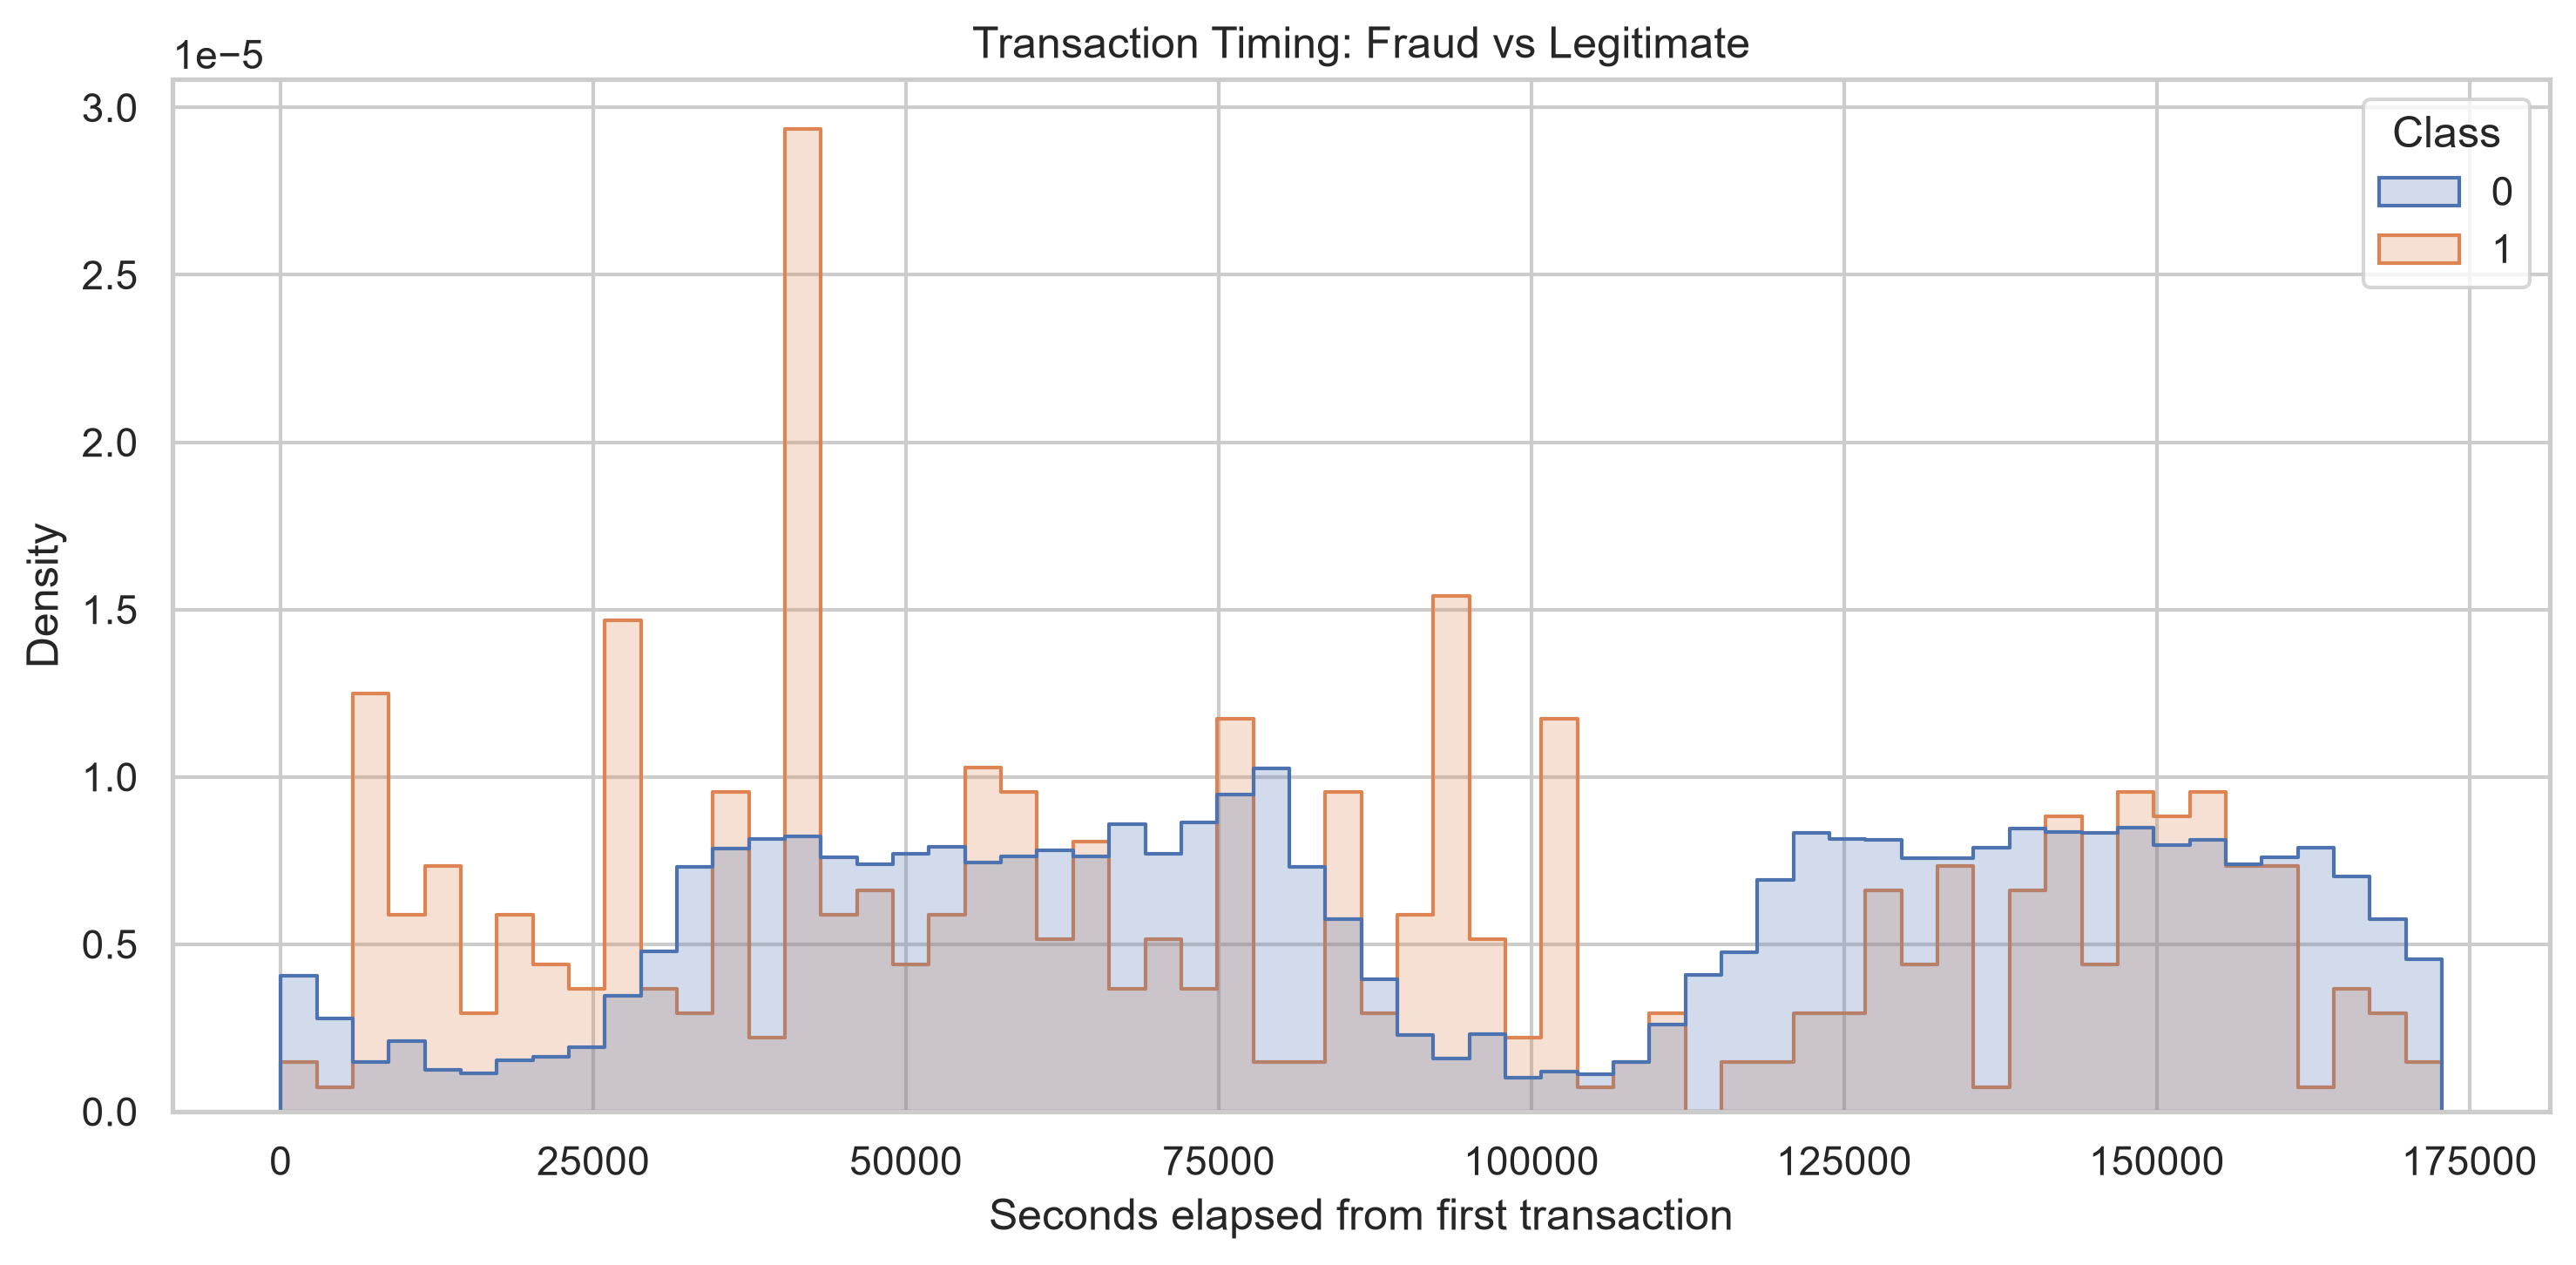 Transaction Timing: Fraud vs Legitimate
1e−5
3.0
2.5
2.0
1.5
1.0
0.5
0.0
Density
Class
0
1
0 25000 50000 75000 100000 125000 150000 175000
Seconds elapsed from first transaction